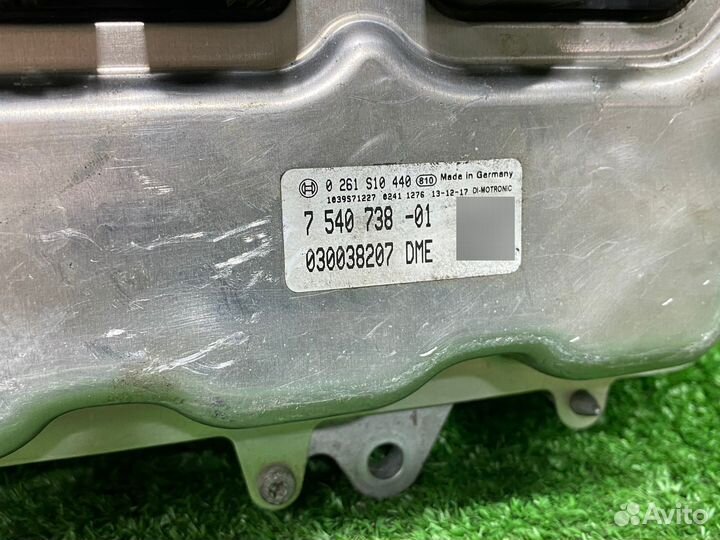 0 261 S10 440 810 Made in Germany
1039S71227 0241 1276 13-12-17 DI-MOTRONIC
7 540 738 -01
030038207 DME
Avito